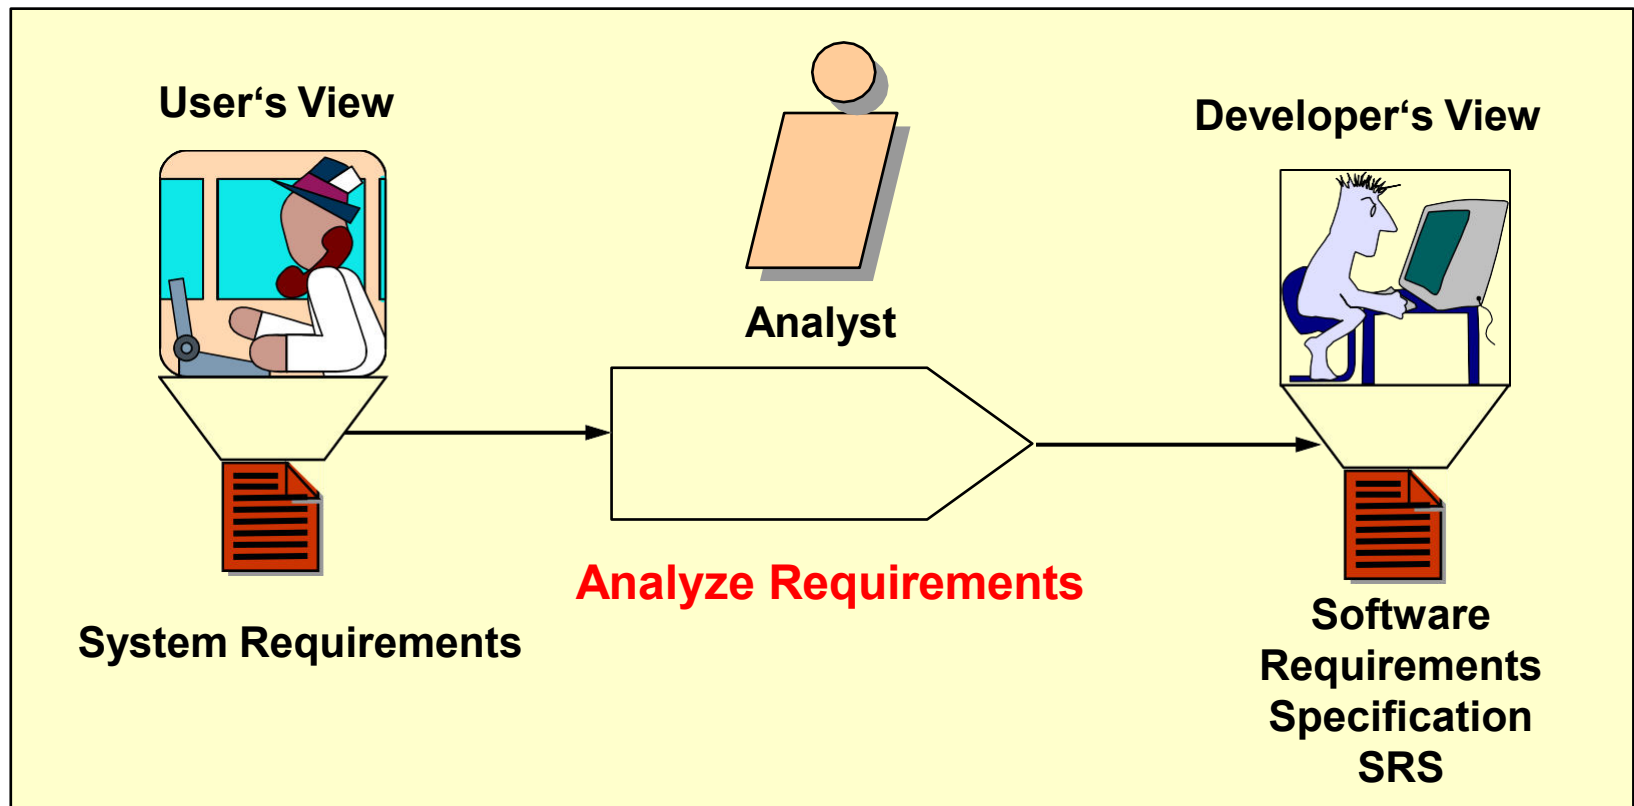 User‘s View
Developer‘s View
Analyst
Analyze Requirements
System Requirements
Software
Requirements
Specification
SRS